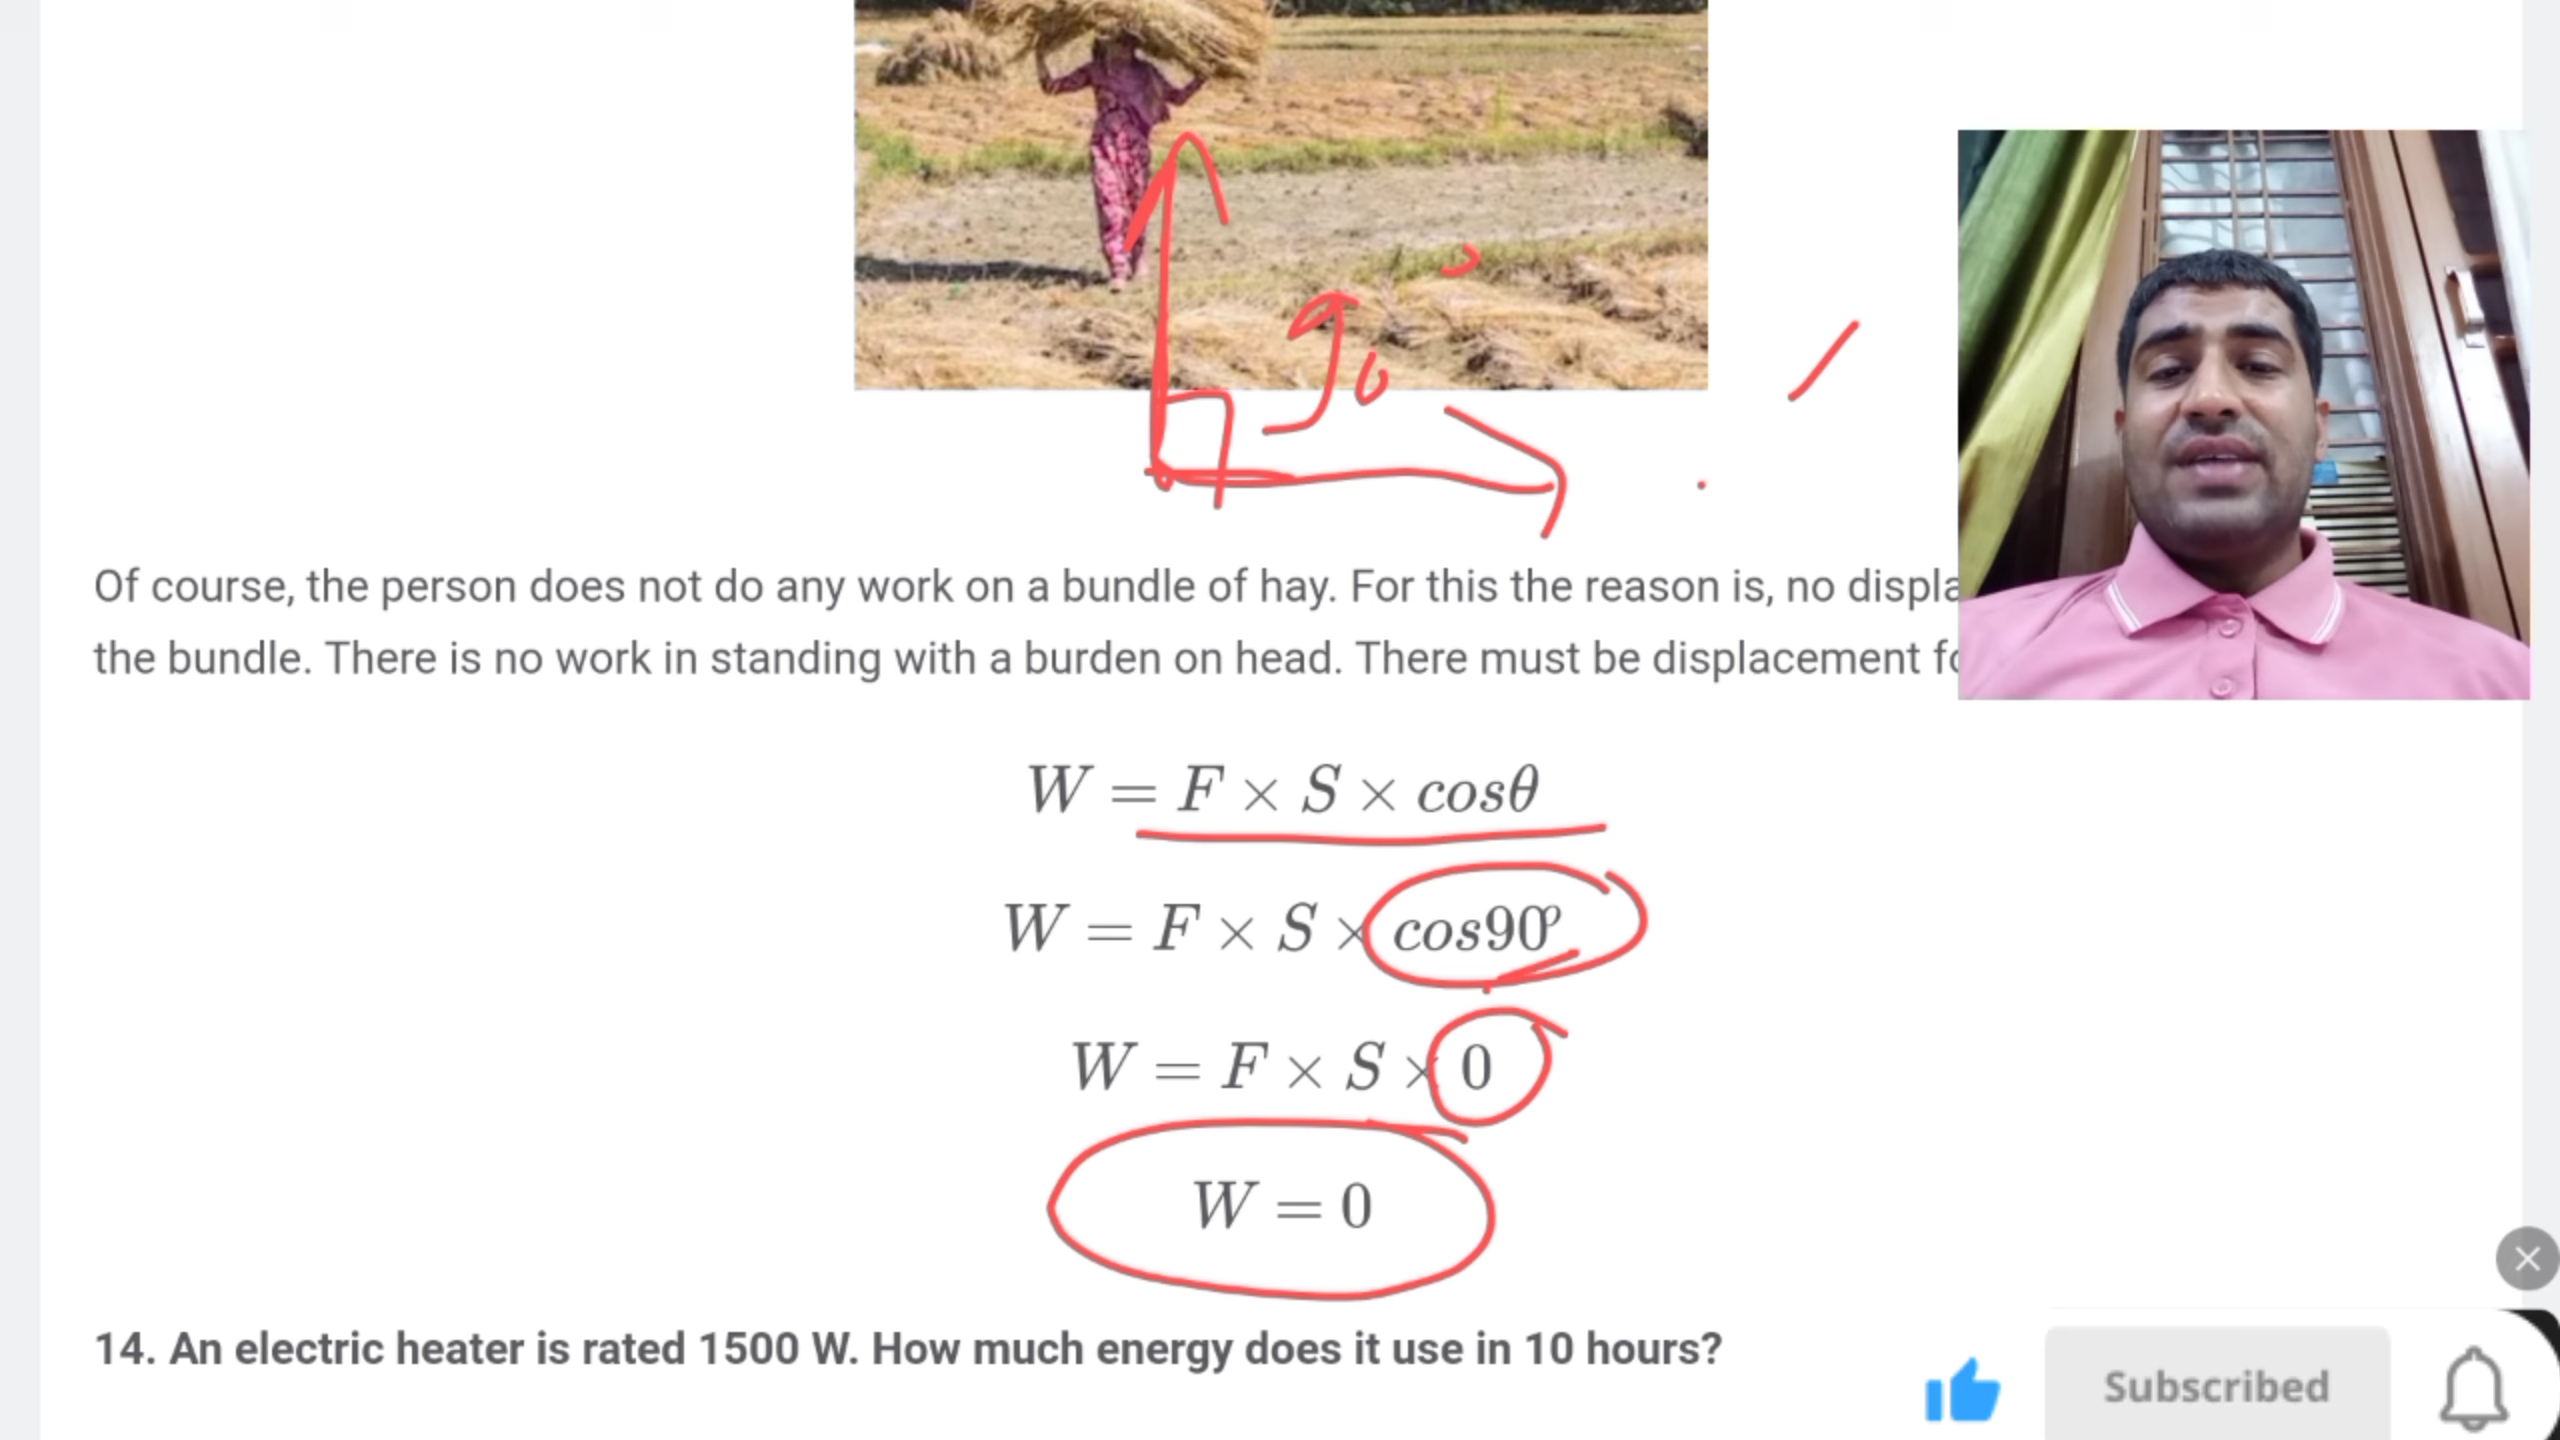 Of course, the person does not do any work on a bundle of hay. For this the reason is, no displa
the bundle. There is no work in standing with a burden on head. There must be displacement fo
W = F × S × cosθ
W = F × S × cos90°
W = F × S × 0
W = 0
14. An electric heater is rated 1500 W. How much energy does it use in 10 hours?
Subscribed